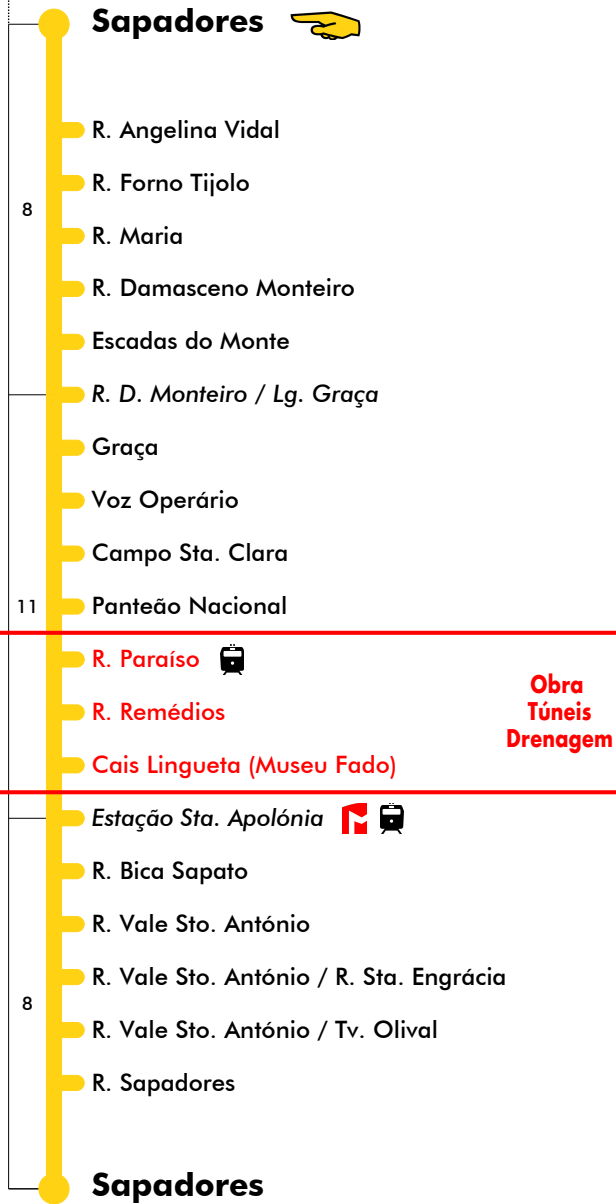 Sapadores
R. Angelina Vidal
R. Forno Tijolo
8
R. Maria
R. Damasceno Monteiro
Escadas do Monte
R. D. Monteiro / Lg. Graça
Graça
Voz Operário
Campo Sta. Clara
11
Panteão Nacional
R. Paraíso
R. Remédios
Cais Lingueta (Museu Fado)
Obra
Túneis
Drenagem
Estação Sta. Apolónia
R. Bica Sapato
R. Vale Sto. António
R. Vale Sto. António / R. Sta. Engrácia
8
R. Vale Sto. António / Tv. Olival
R. Sapadores
Sapadores